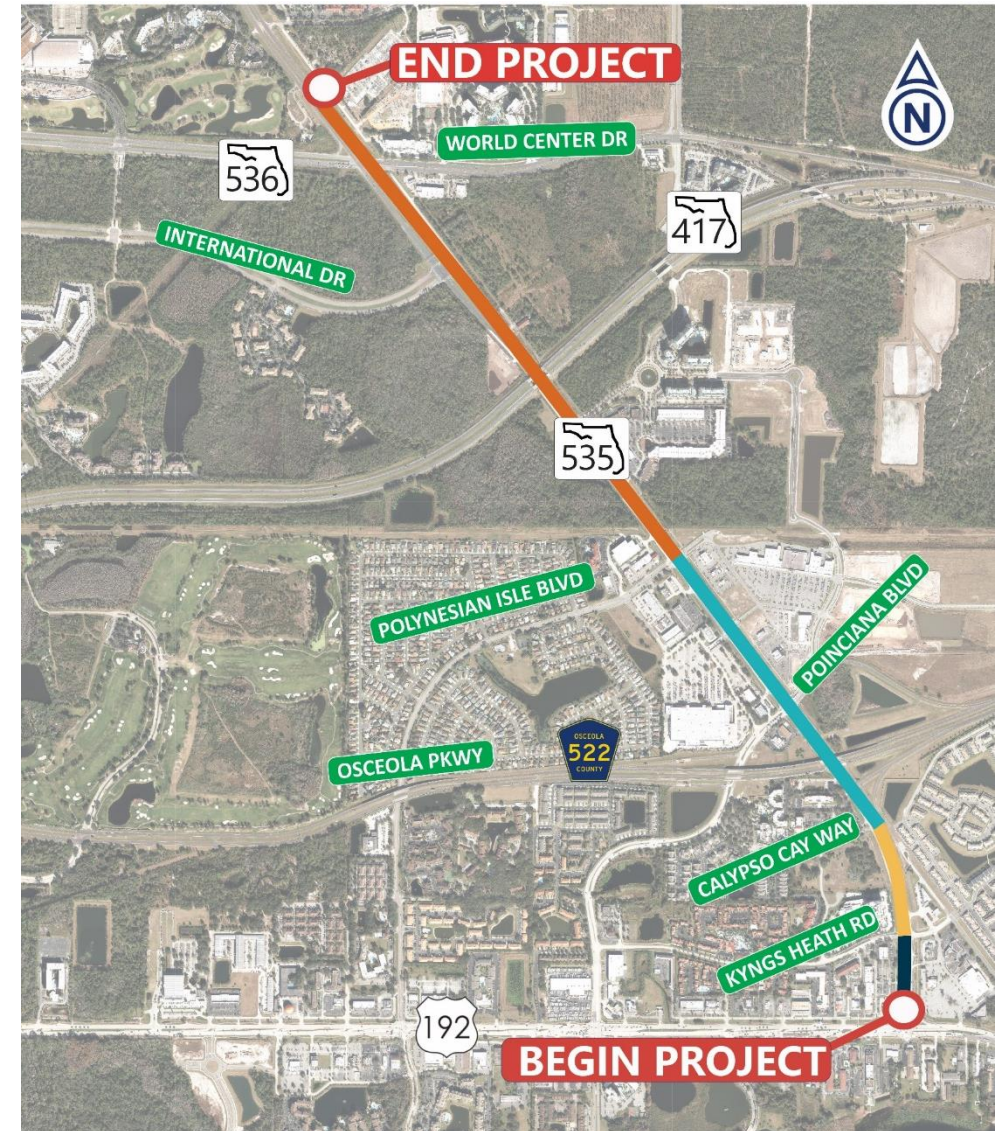 END PROJECT
N
WORLD CENTER DR
536
417
INTERNATIONAL DR
535
POLYNESIAN ISLE BLVD
POINCIANA BLVD
OSCEOLA
522
COUNTY
OSCEOLA PKWY
CALYPSO CAY WAY
KYNGS HEATH RD
192
BEGIN PROJECT